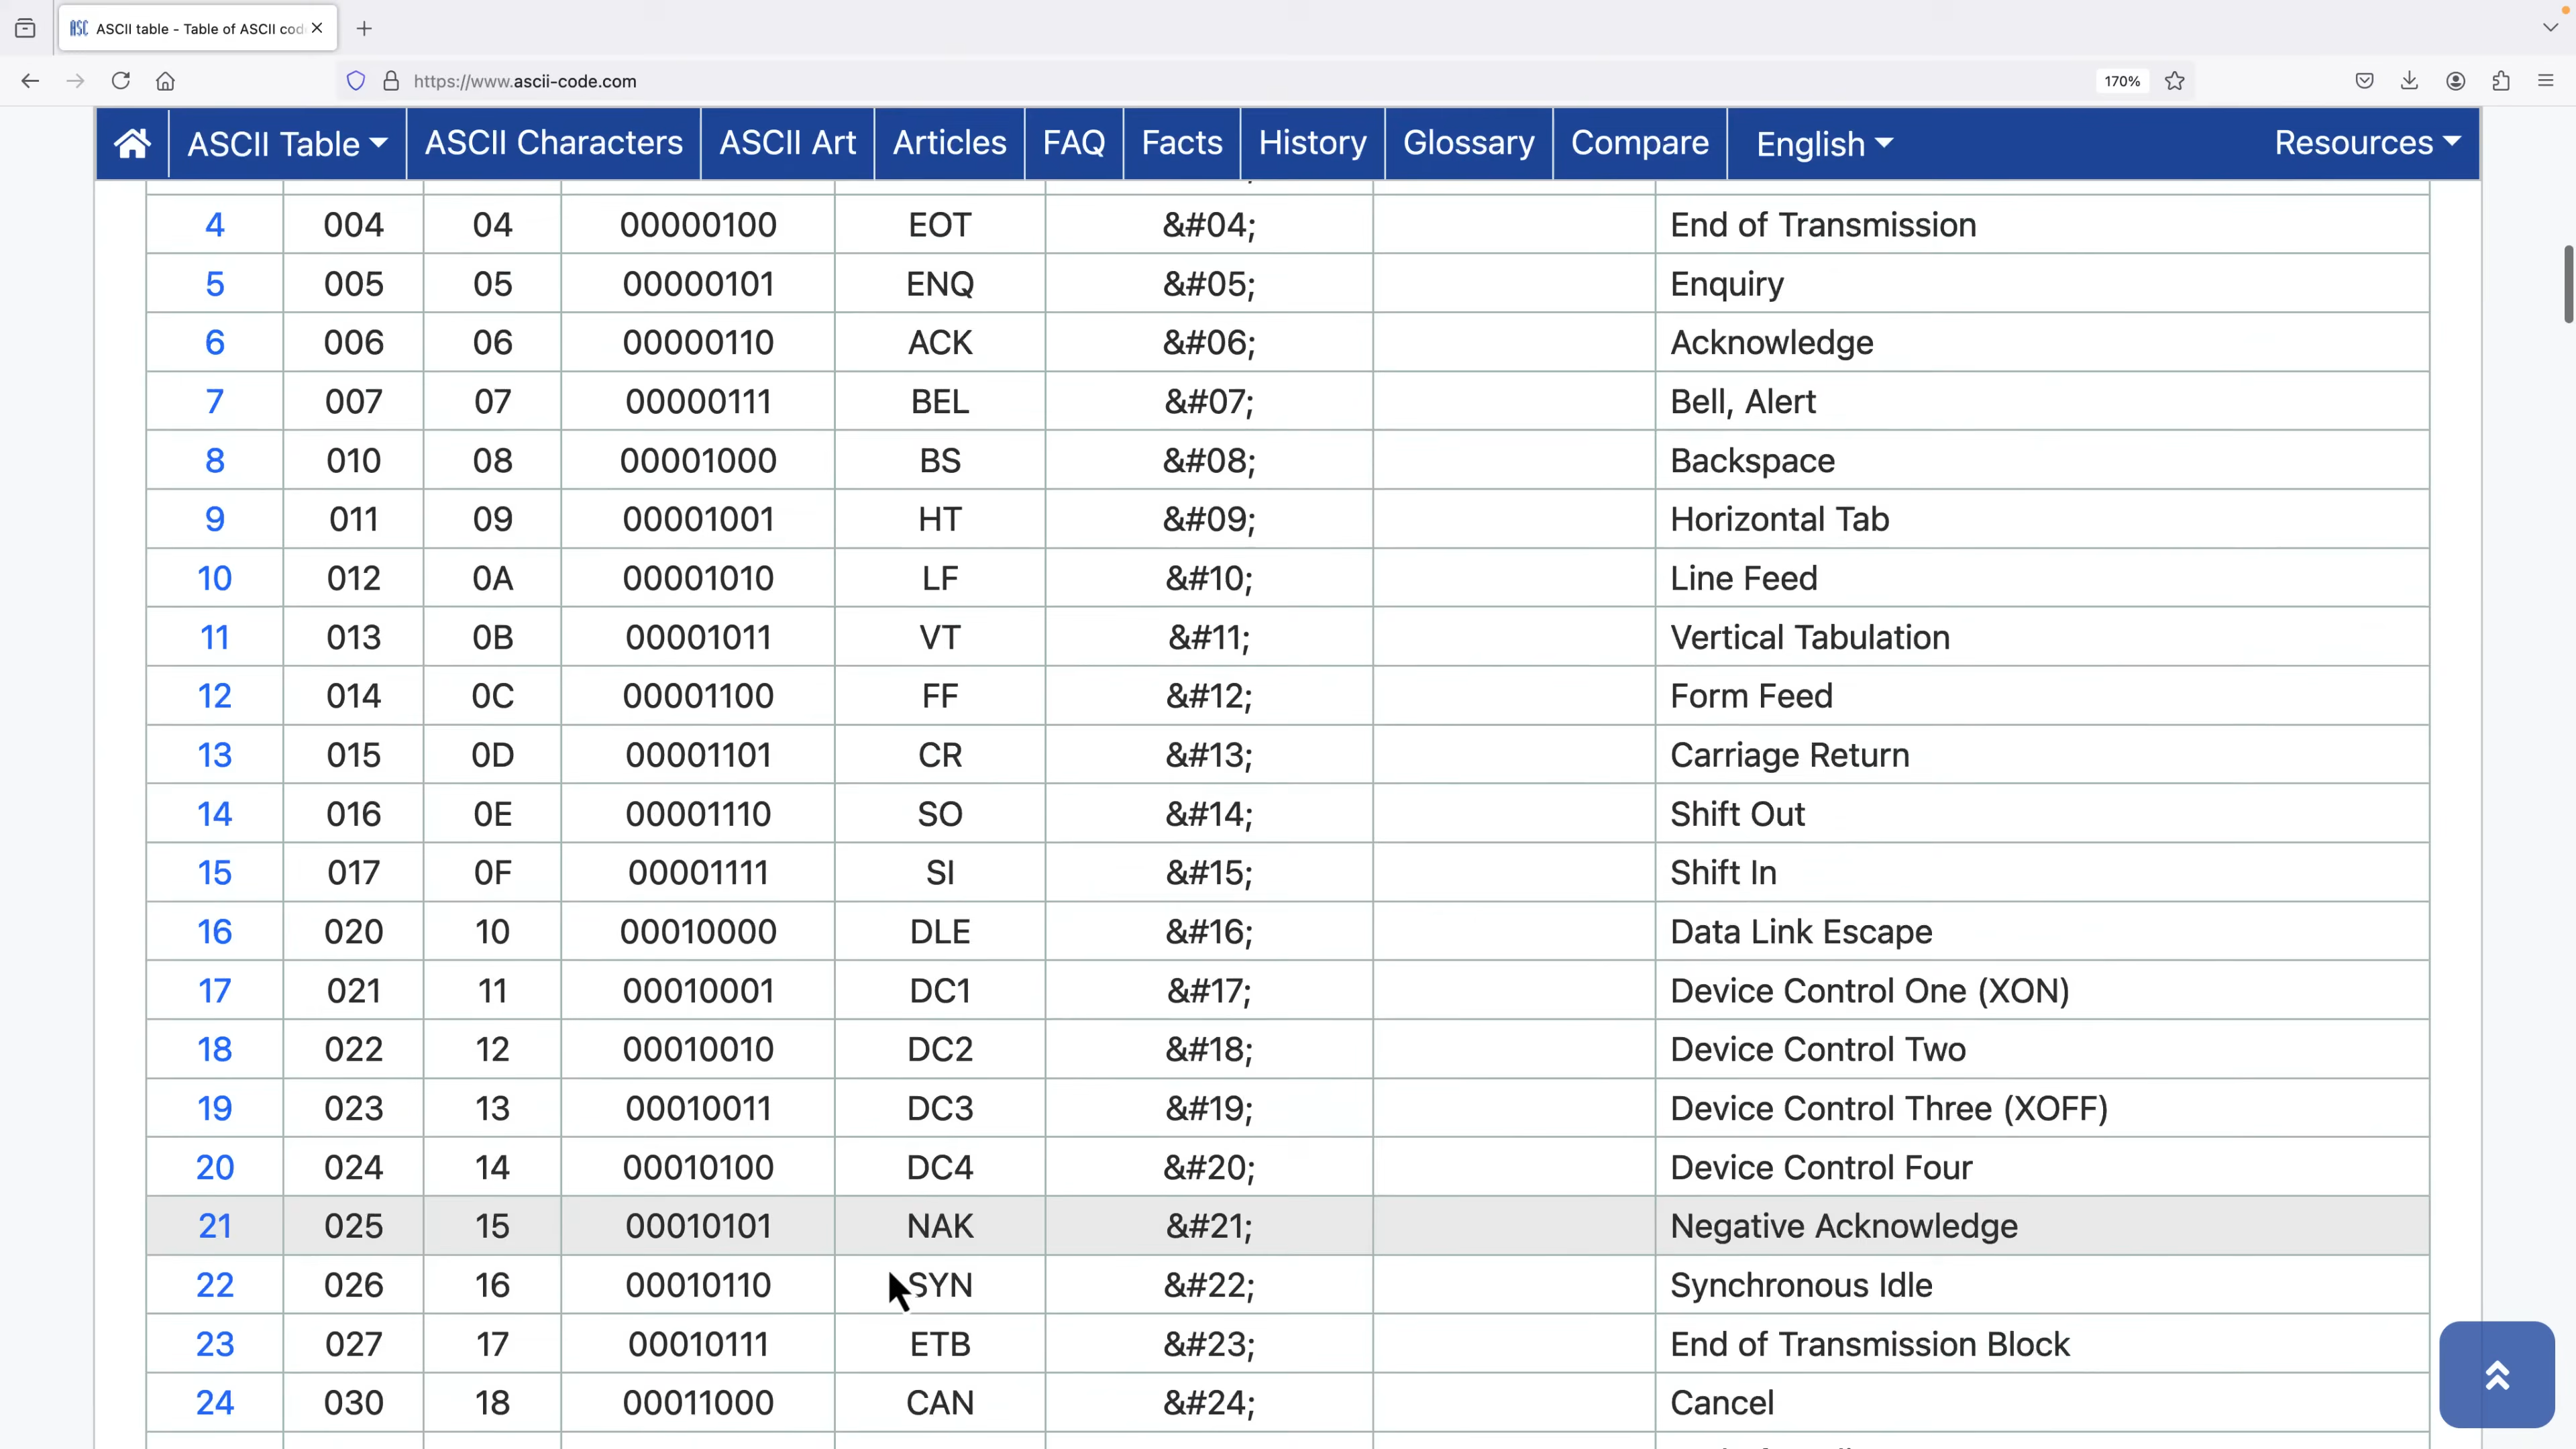 ASC ASCII table - Table of ASCII cod
https://www.ascii-code.com 170%
ASCII Table ASCII Characters ASCII Art Articles FAQ Facts History Glossary Compare English Resources
4 004 04 00000100 EOT &#04; End of Transmission
5 005 05 00000101 ENQ &#05; Enquiry
6 006 06 00000110 ACK &#06; Acknowledge
7 007 07 00000111 BEL &#07; Bell, Alert
8 010 08 00001000 BS &#08; Backspace
9 011 09 00001001 HT &#09; Horizontal Tab
10 012 0A 00001010 LF &#10; Line Feed
11 013 0B 00001011 VT &#11; Vertical Tabulation
12 014 0C 00001100 FF &#12; Form Feed
13 015 0D 00001101 CR &#13; Carriage Return
14 016 0E 00001110 SO &#14; Shift Out
15 017 0F 00001111 SI &#15; Shift In
16 020 10 00010000 DLE &#16; Data Link Escape
17 021 11 00010001 DC1 &#17; Device Control One (XON)
18 022 12 00010010 DC2 &#18; Device Control Two
19 023 13 00010011 DC3 &#19; Device Control Three (XOFF)
20 024 14 00010100 DC4 &#20; Device Control Four
21 025 15 00010101 NAK &#21; Negative Acknowledge
22 026 16 00010110 SYN &#22; Synchronous Idle
23 027 17 00010111 ETB &#23; End of Transmission Block
24 030 18 00011000 CAN &#24; Cancel